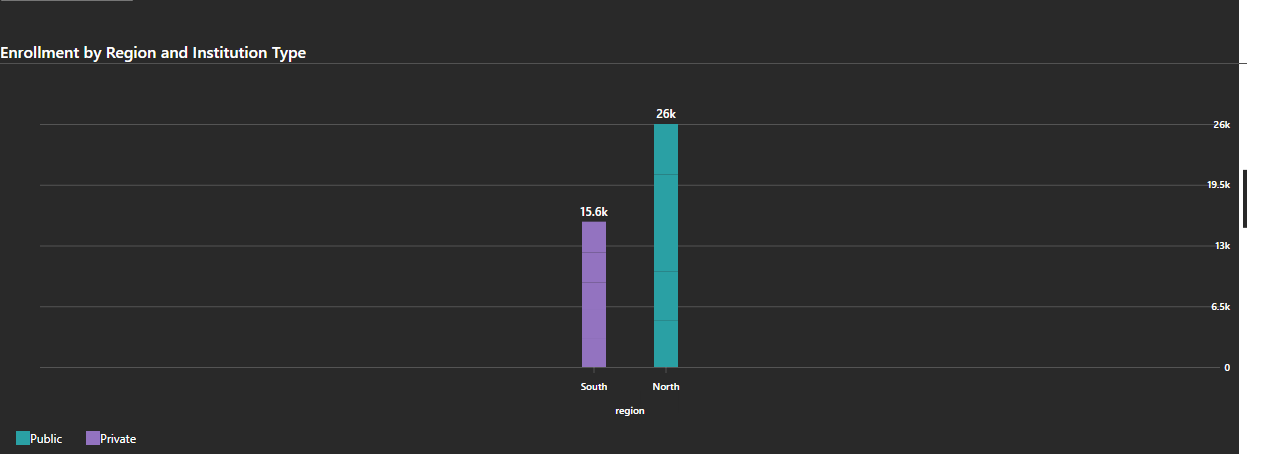 Enrollment by Region and Institution Type
26k
26k
19.5k
15.6k
13k
6.5k
0
South North
region
Public Private